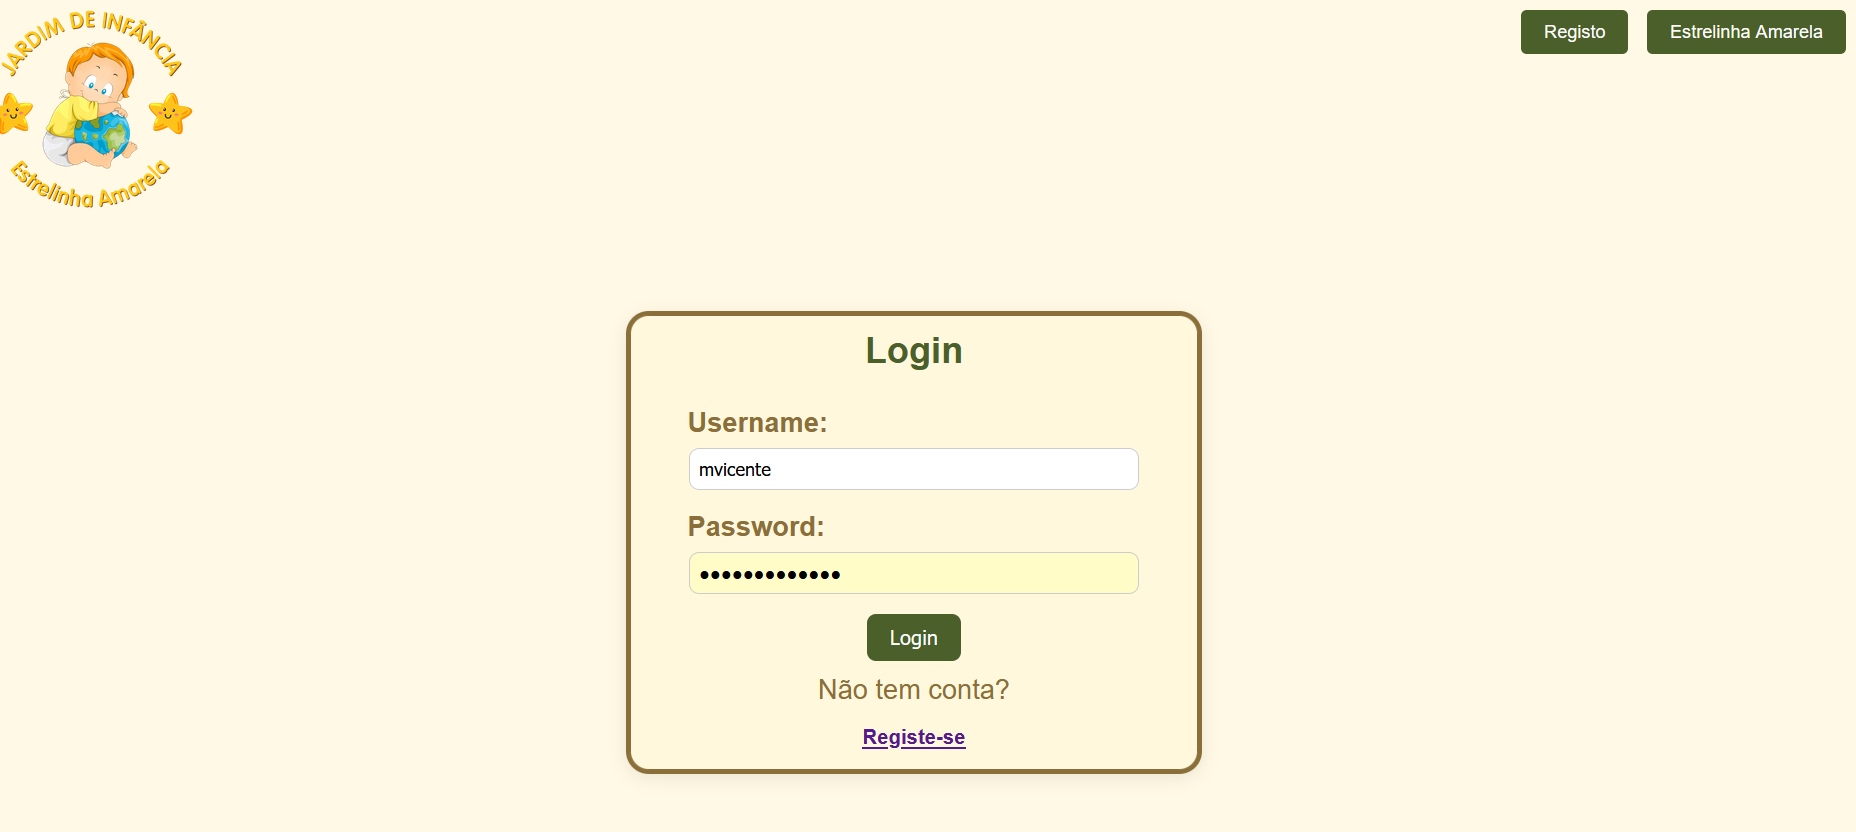 JARDIM DE INFÂNCIA
Estrelinha Amarela
Registo
Estrelinha Amarela
Login
Username:
mvicente
Password:
•••••••••••••
Login
Não tem conta?
Registe-se